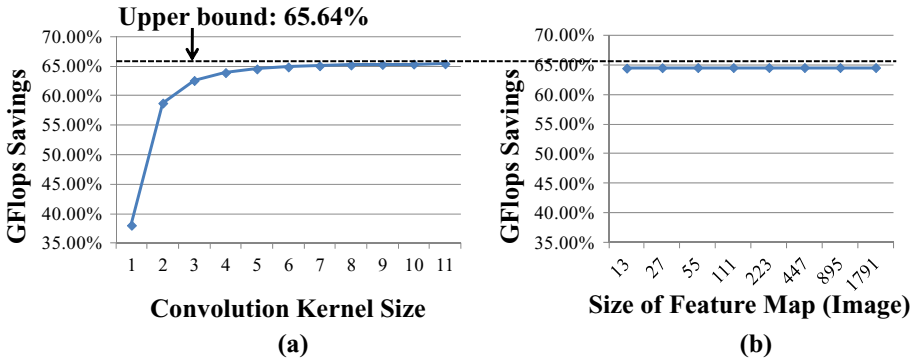 Upper bound: 65.64%
GFlops Savings
70.00%
65.00%
60.00%
55.00%
50.00%
45.00%
40.00%
35.00%
1 2 3 4 5 6 7 8 9 10 11
Convolution Kernel Size
(a)
GFlops Savings
70.00%
65.00%
60.00%
55.00%
50.00%
45.00%
40.00%
35.00%
13 27 55 111 223 447 895 1791
Size of Feature Map (Image)
(b)